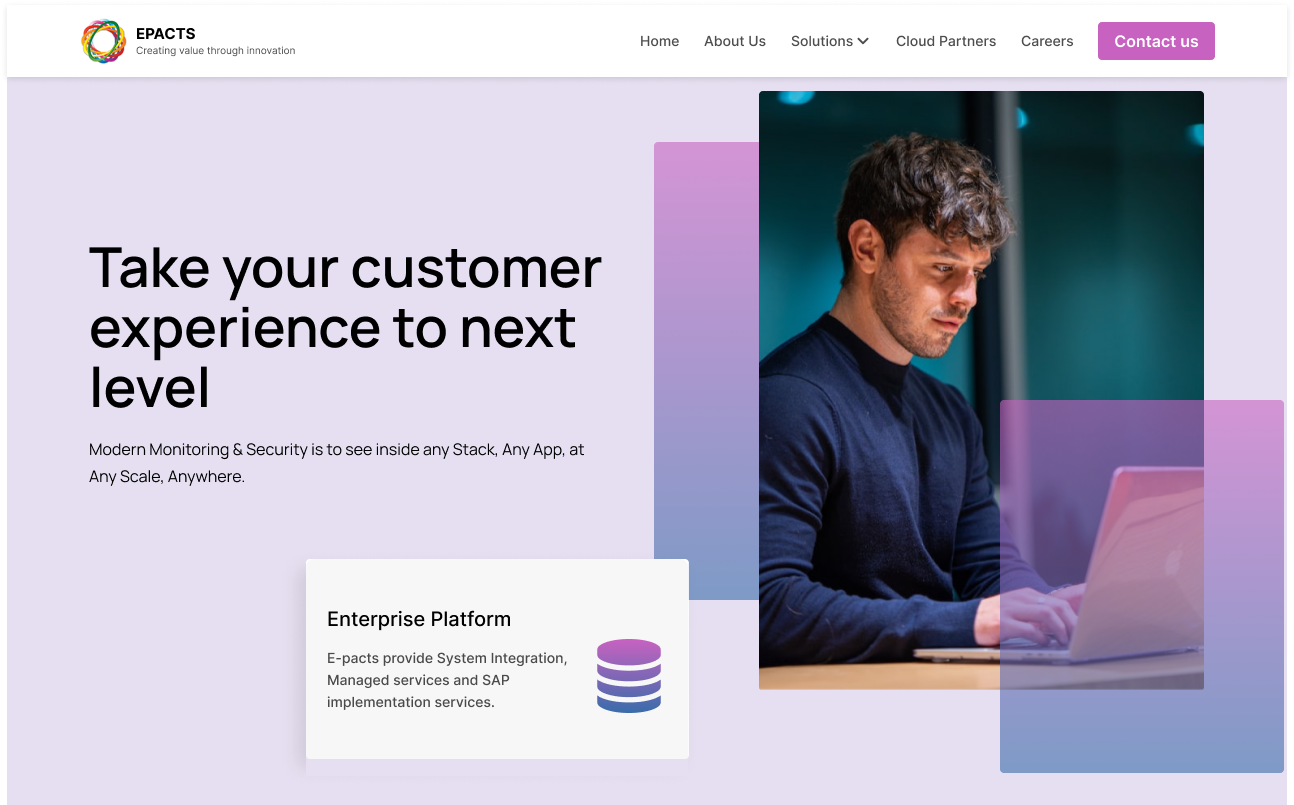 EPACTS
Creating value through innovation
Home
About Us
Solutions
Cloud Partners
Careers
Contact us
Take your customer
experience to next
level
Modern Monitoring & Security is to see inside any Stack, Any App, at
Any Scale, Anywhere.
Enterprise Platform
E-pacts provide System Integration,
Managed services and SAP
implementation services.